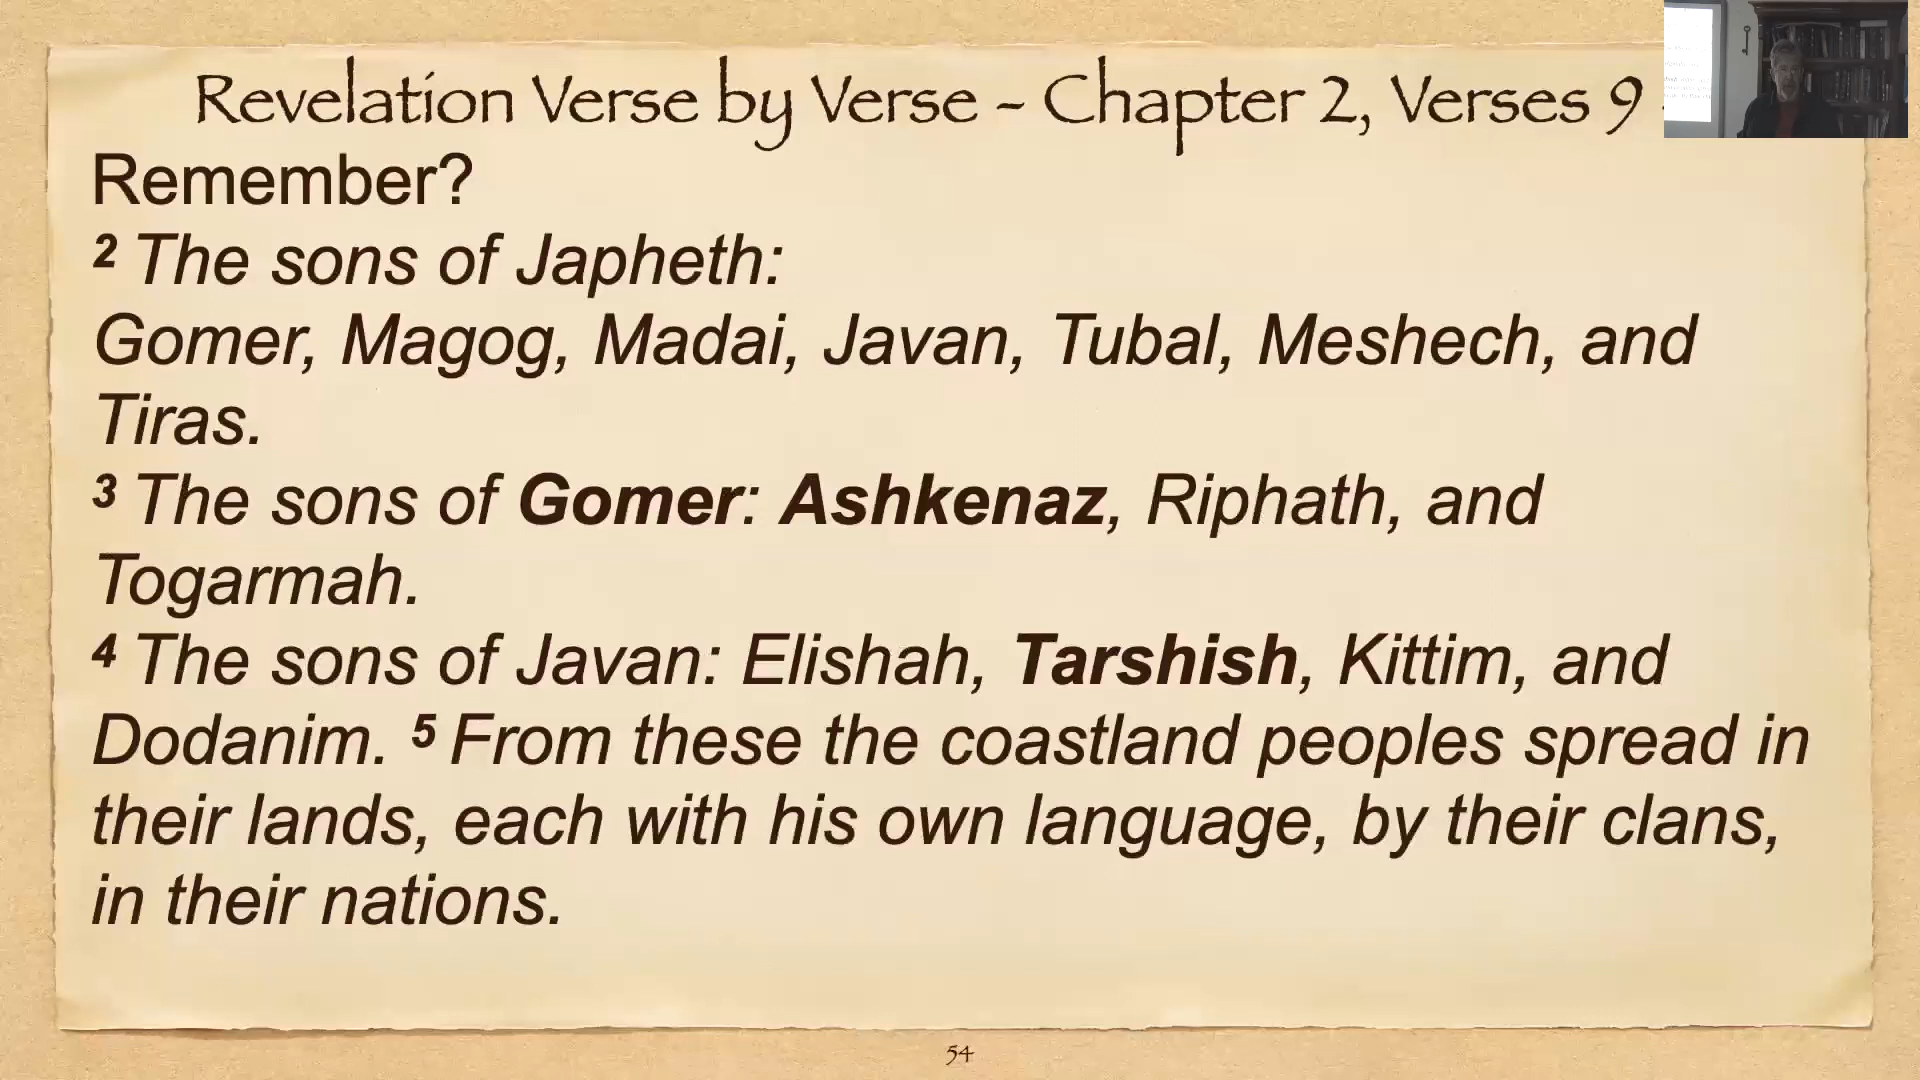 Revelation Verse by Verse - Chapter 2, Verses 9
Remember?
2 The sons of Japheth:
Gomer, Magog, Madai, Javan, Tubal, Meshech, and
Tiras.
3 The sons of Gomer: Ashkenaz, Riphath, and
Togarmah.
4 The sons of Javan: Elishah, Tarshish, Kittim, and
Dodanim. 5 From these the coastland peoples spread in
their lands, each with his own language, by their clans,
in their nations.
54